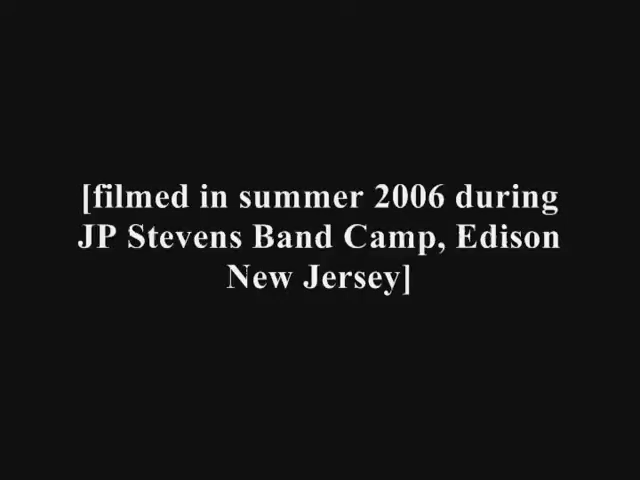 [filmed in summer 2006 during
JP Stevens Band Camp, Edison
New Jersey]